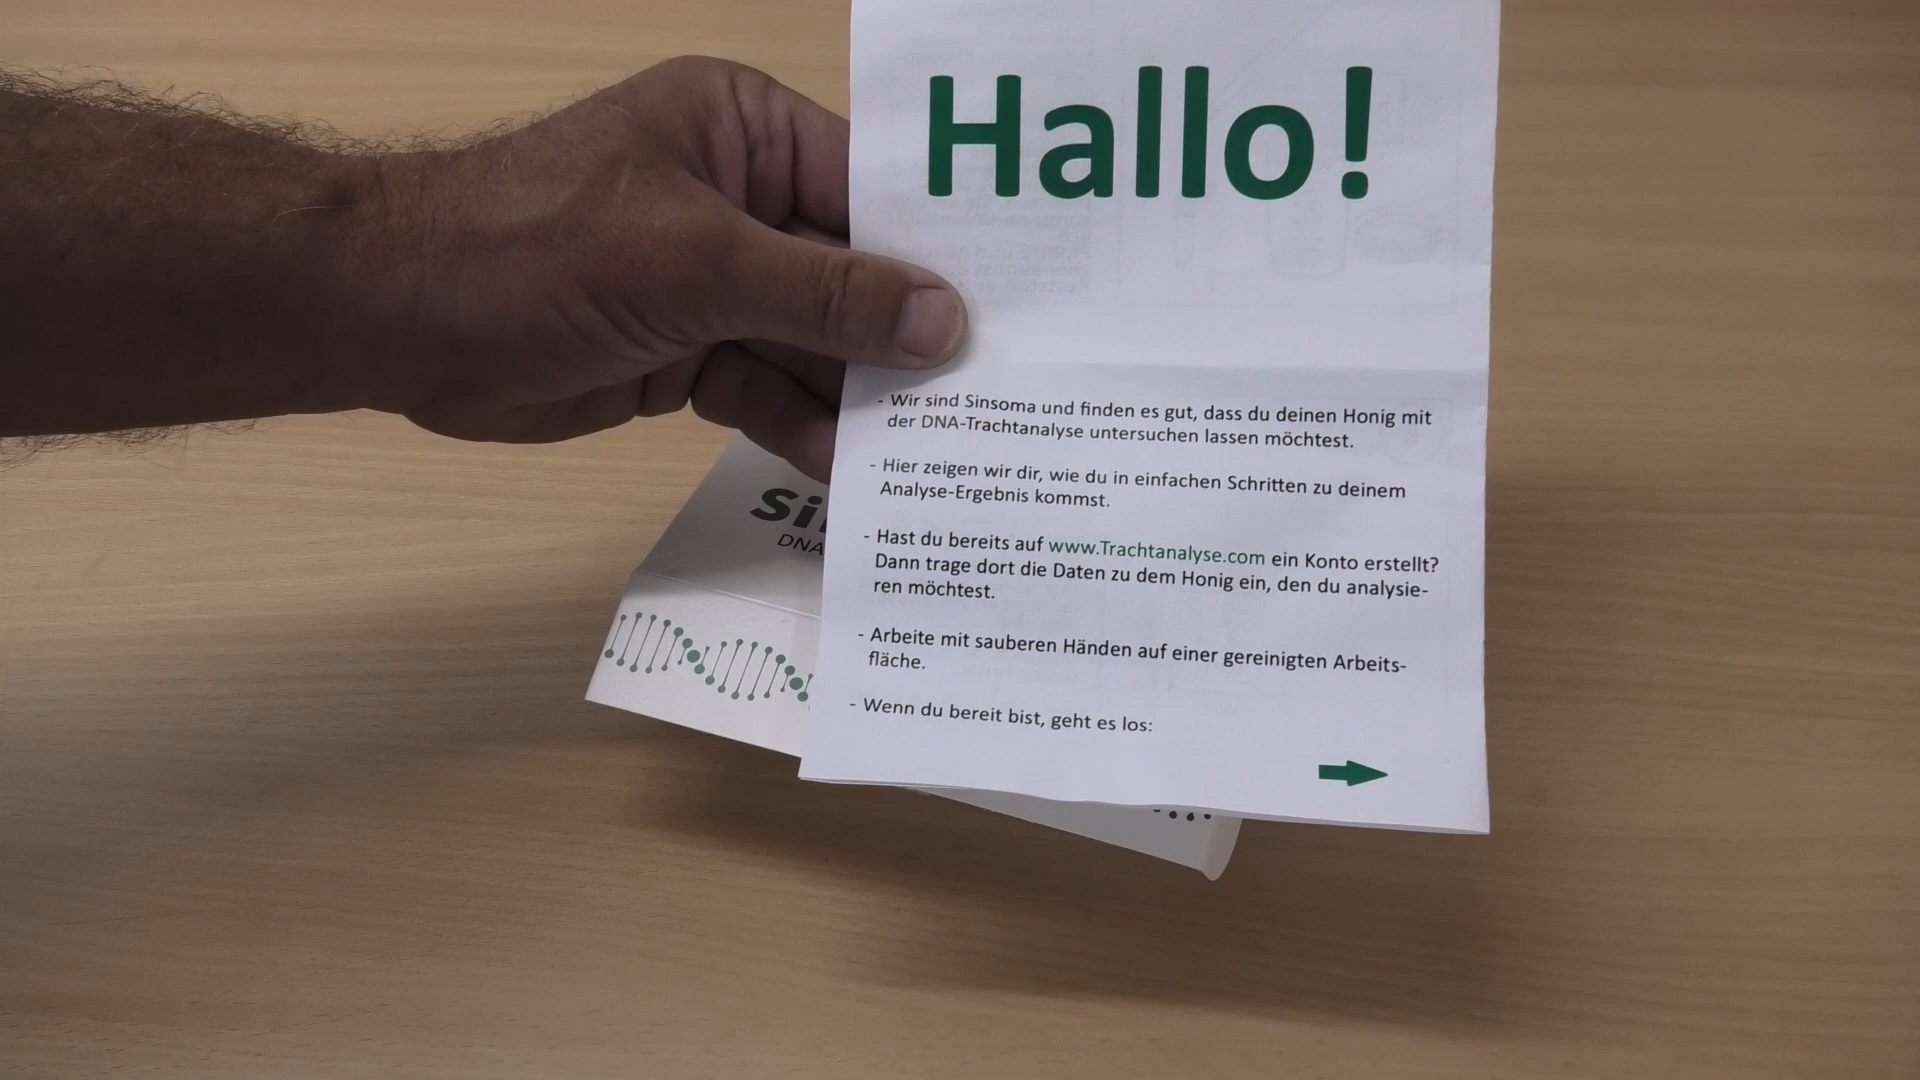 Hallo!
- Wir sind Sinsoma und finden es gut, dass du deinen Honig mit
der DNA-Trachtanalyse untersuchen lassen möchtest.
- Hier zeigen wir dir, wie du in einfachen Schritten zu deinem
Analyse-Ergebnis kommst.
- Hast du bereits auf www.Trachtanalyse.com ein Konto erstellt?
Dann trage dort die Daten zu dem Honig ein, den du analysie-
ren möchtest.
- Arbeite mit sauberen Händen auf einer gereinigten Arbeits-
fläche.
- Wenn du bereit bist, geht es los:
DNA